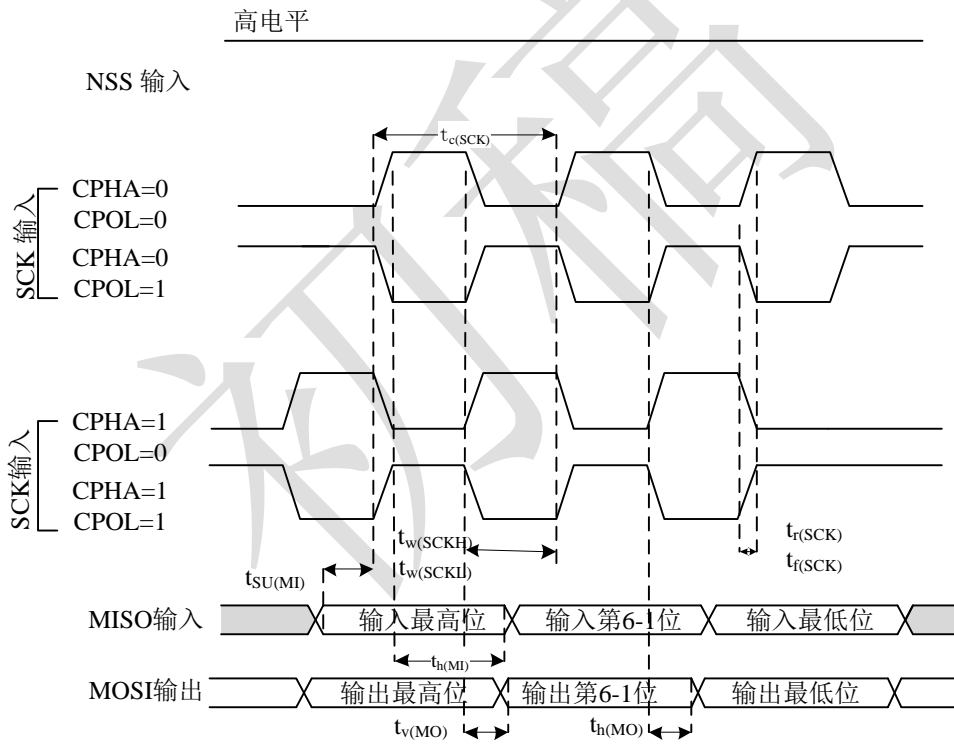 高电平
NSS 输入
tc(SCK)
SCK 输入
CPHA=0
CPOL=0
CPHA=0
CPOL=1
SCK输入
CPHA=1
CPOL=0
CPHA=1
CPOL=1
tw(SCKH)
tw(SCKL)
tr(SCK)
tf(SCK)
tSU(MI)
MISO输入
输入最高位
输入第6-1位
输入最低位
th(MI)
MOSI输出
输出最高位
输出第6-1位
输出最低位
tv(MO)
th(MO)
初稿